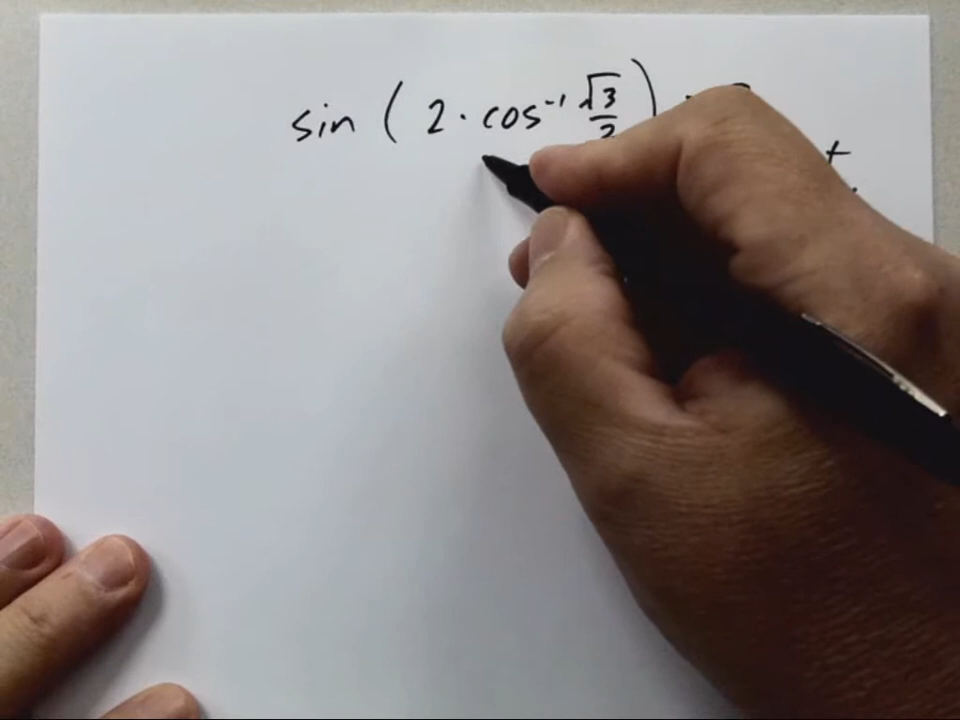 sin ( 2 · cos⁻¹ √3/2 )